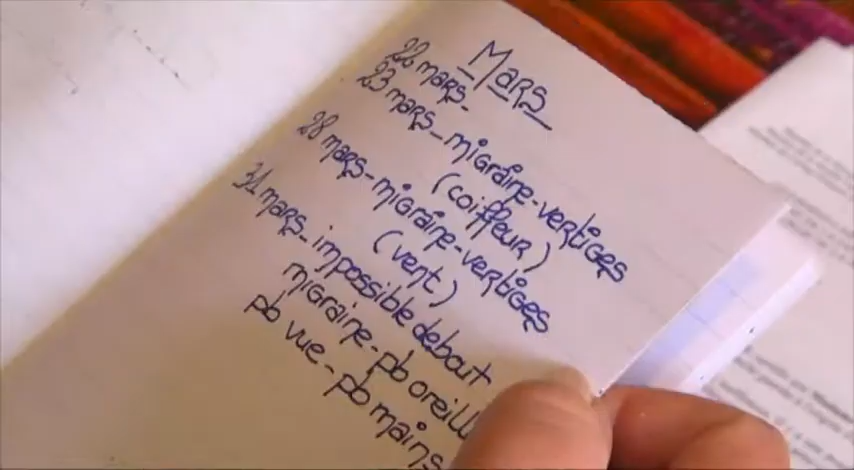 Mars
22 mars-
23 mars-migraine-vertiges
(coiffeur)
28 mars-migraine-vertiges
(vent)
31 mars-impossible debout
migraine-pb oreill
pb vue-pb mains